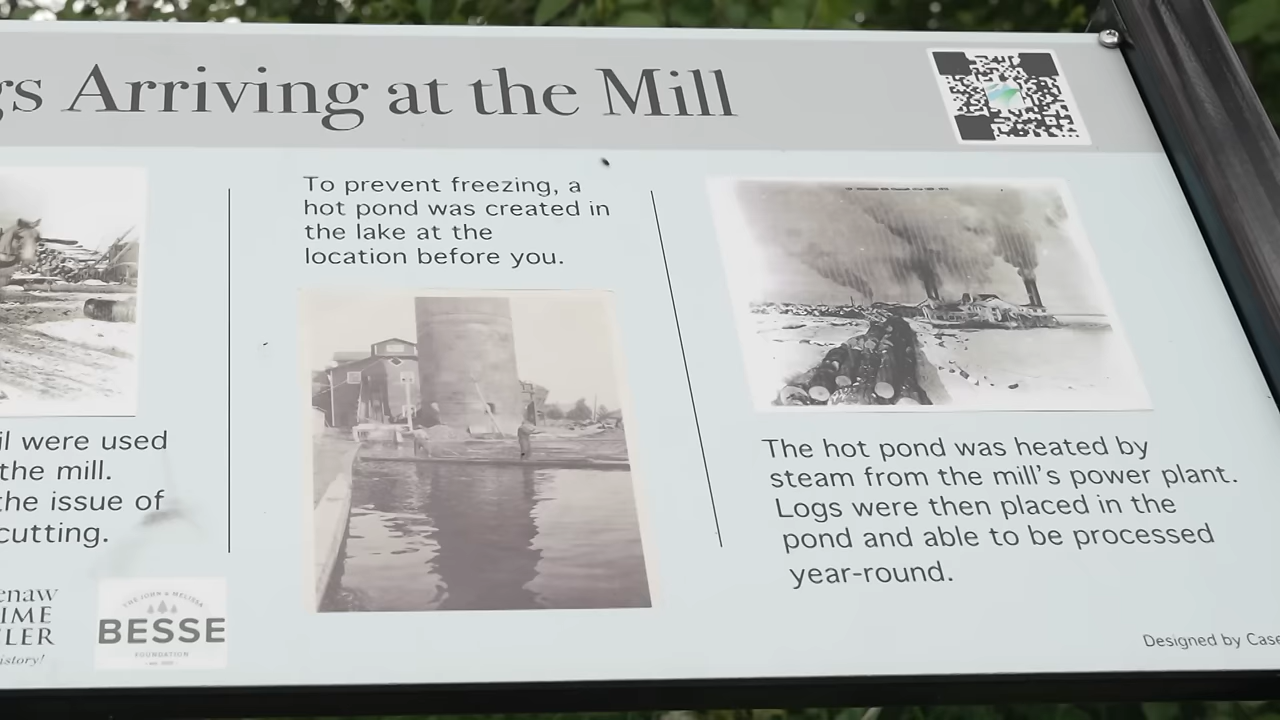 gs Arriving at the Mill
il were used
the mill.
the issue of
cutting.
To prevent freezing, a
hot pond was created in
the lake at the
location before you.
The hot pond was heated by
steam from the mill's power plant.
Logs were then placed in the
pond and able to be processed
year-round.
enaw
IME
LER
istory!
THE JOHN & MELISSA
BESSE
FOUNDATION
Designed by Case